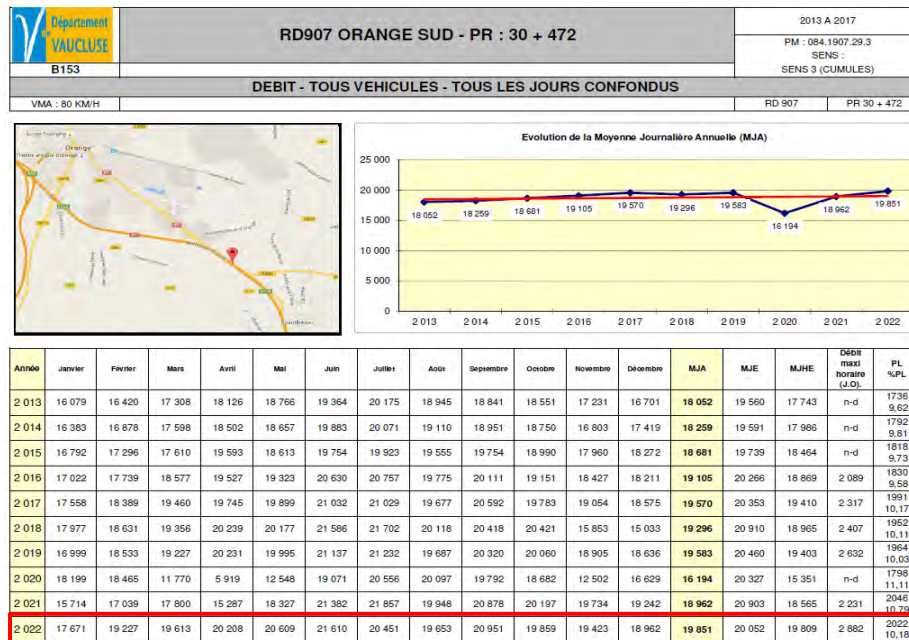 Département
de VAUCLUSE
B153
RD907 ORANGE SUD - PR : 30 + 472
2013 A 2017
PM : 084.1907.29.3
SENS :
SENS 3 (CUMULES)
DEBIT - TOUS VEHICULES - TOUS LES JOURS CONFONDUS
VMA : 80 KM/H RD 907 PR 30 + 472
Orange
Evolution de la Moyenne Journalière Annuelle (MJA)
25 000
20 000
15 000
10 000
5 000
0
18 052 18 259 18 681 19 105 19 570 19 296 19 583 16 194 18 962 19 851
2 013 2 014 2 015 2 016 2 017 2 018 2 019 2 020 2 021 2 022
Année Janvier Février Mars Avril Mai Juin Juillet Août Septembre Octobre Novembre Décembre MJA MJE MJHE Débit maxi horaire (J.O). PL %PL
2 013 16 079 16 420 17 308 18 126 18 766 19 364 20 175 18 945 18 841 18 551 17 231 16 701 18 052 19 560 17 743 n-d 1736 9,62
2 014 16 383 16 878 17 598 18 502 18 657 19 883 20 071 19 110 18 951 18 750 16 803 17 419 18 259 19 591 17 986 n-d 1792 9,81
2 015 16 792 17 296 17 610 19 593 18 613 19 754 19 923 19 555 19 754 18 990 17 960 18 272 18 681 19 739 18 464 n-d 1818 9,73
2 016 17 022 17 739 18 577 19 527 19 323 20 630 20 757 19 775 20 111 19 151 18 427 18 211 19 105 20 266 18 869 2 089 1830 9,58
2 017 17 558 18 389 19 460 19 745 19 899 21 032 21 029 19 677 20 592 19 783 19 054 18 575 19 570 20 353 19 410 2 317 1991 10,17
2 018 17 977 18 631 19 356 20 239 20 177 21 586 21 702 20 118 20 418 20 421 15 853 15 033 19 296 20 910 18 965 2 407 1952 10,11
2 019 16 999 18 533 19 227 20 231 19 995 21 137 21 232 19 687 20 320 20 060 18 905 18 636 19 583 20 460 19 403 2 632 1964 10,03
2 020 18 199 18 465 11 770 5 919 12 548 19 071 20 556 20 097 19 792 18 682 12 502 16 629 16 194 20 327 15 351 n-d 1798 11,11
2 021 15 714 17 039 17 800 15 287 18 327 21 382 21 857 19 948 20 878 20 197 19 734 19 242 18 962 20 903 18 565 2 231 2046 10,79
2 022 17 671 19 227 19 613 20 208 20 609 21 610 20 451 19 653 20 951 19 859 19 423 18 962 19 851 20 052 19 809 2 882 2022 10,18